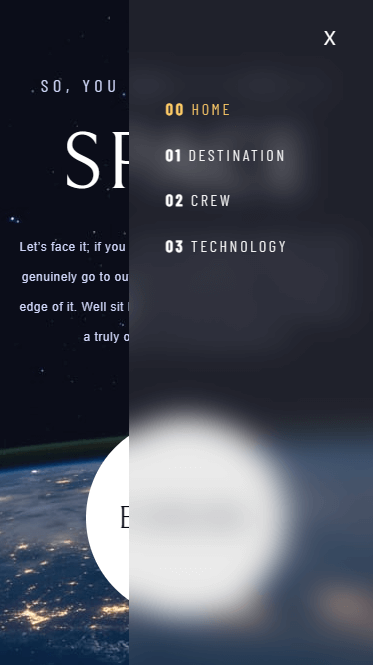 X
SO, YOU
00 HOME
SP
01 DESTINATION
02 CREW
03 TECHNOLOGY
Let's face it; if you
genuinely go to ou
edge of it. Well sit
a truly o
E